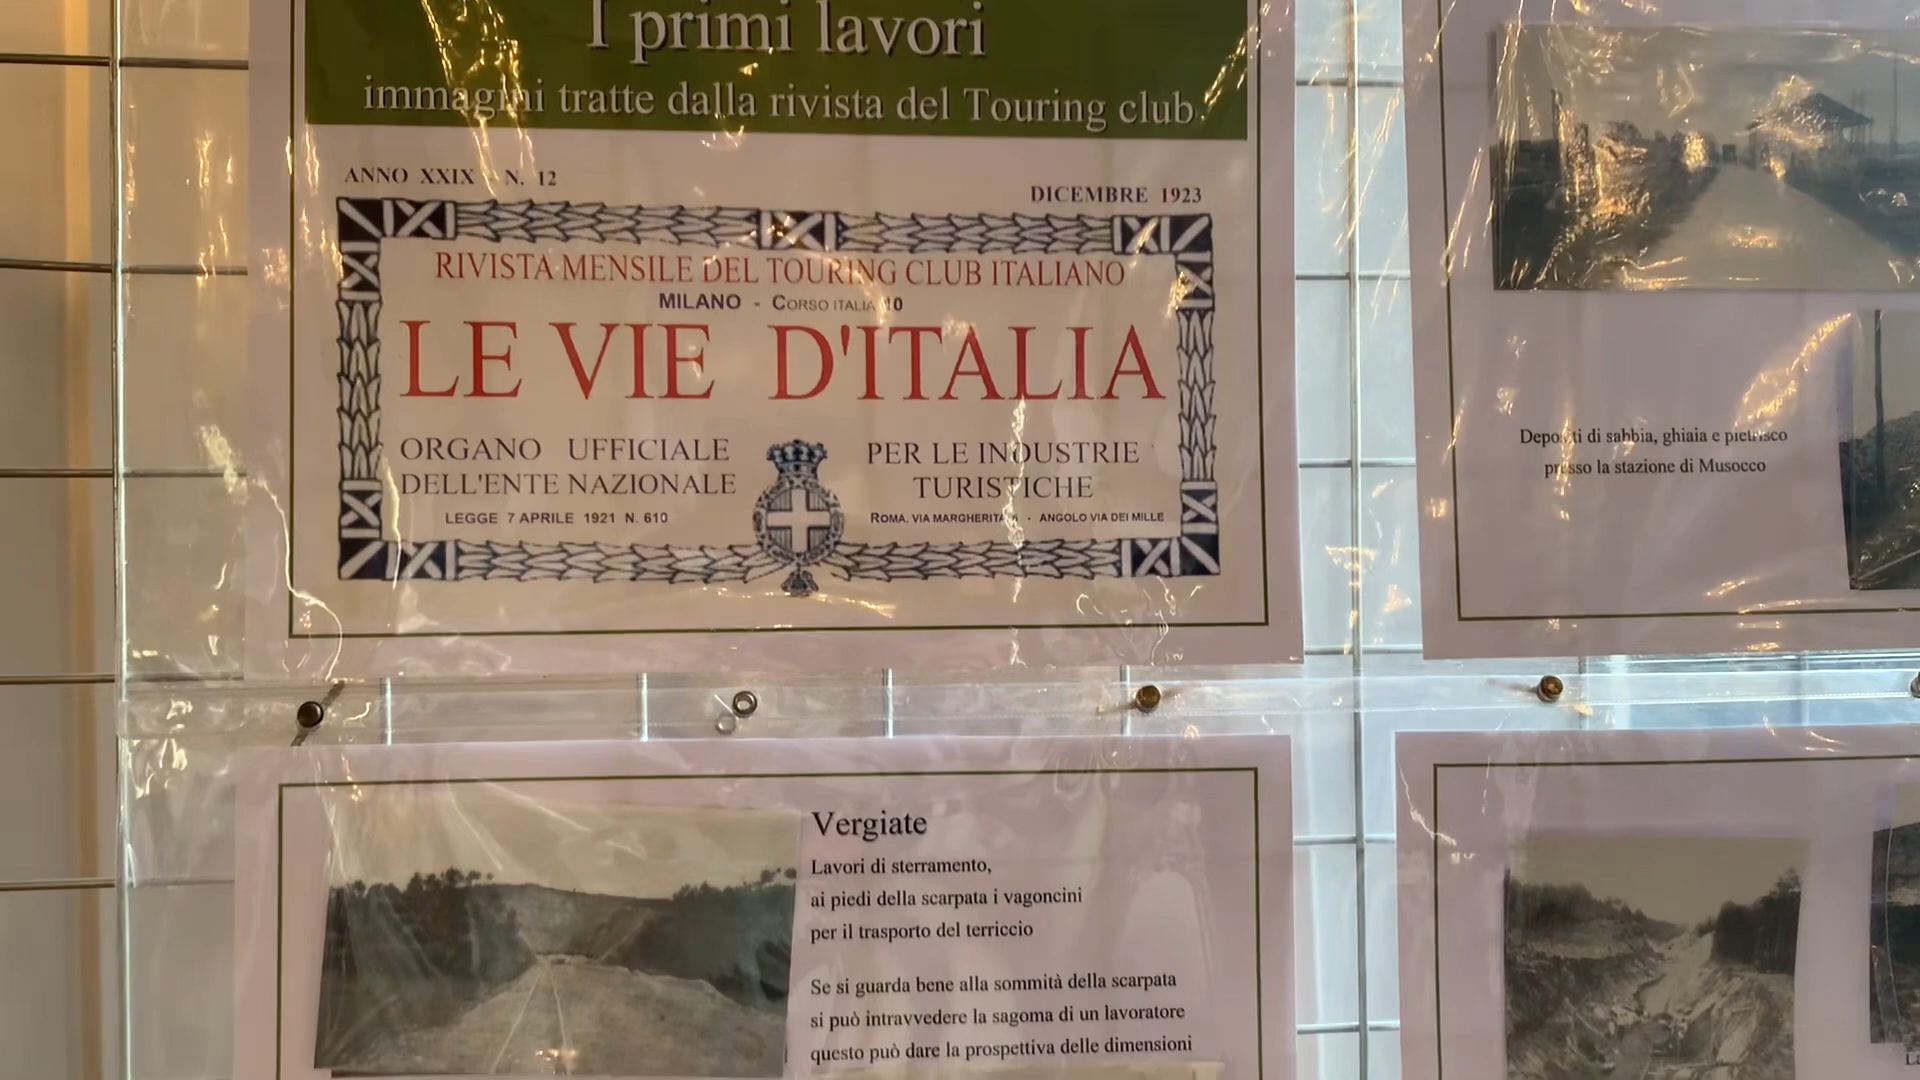 I primi lavori
immagini tratte dalla rivista del Touring club
ANNO XXIX N. 12
DICEMBRE 1923
RIVISTA MENSILE DEL TOURING CLUB ITALIANO
MILANO - CORSO ITALIA 10
LE VIE D'ITALIA
ORGANO UFFICIALE
DELL'ENTE NAZIONALE
LEGGE 7 APRILE 1921 N. 610
PER LE INDUSTRIE
TURISTICHE
ROMA, VIA MARGHERITA - ANGOLO VIA DEI MILLE
Depositi di sabbia, ghiaia e pietrisco
presso la stazione di Musocco
Vergiate
Lavori di sterramento,
ai piedi della scarpata i vagoncini
per il trasporto del terriccio
Se si guarda bene alla sommità della scarpata
si può intravvedere la sagoma di un lavoratore
questo può dare la prospettiva delle dimensioni